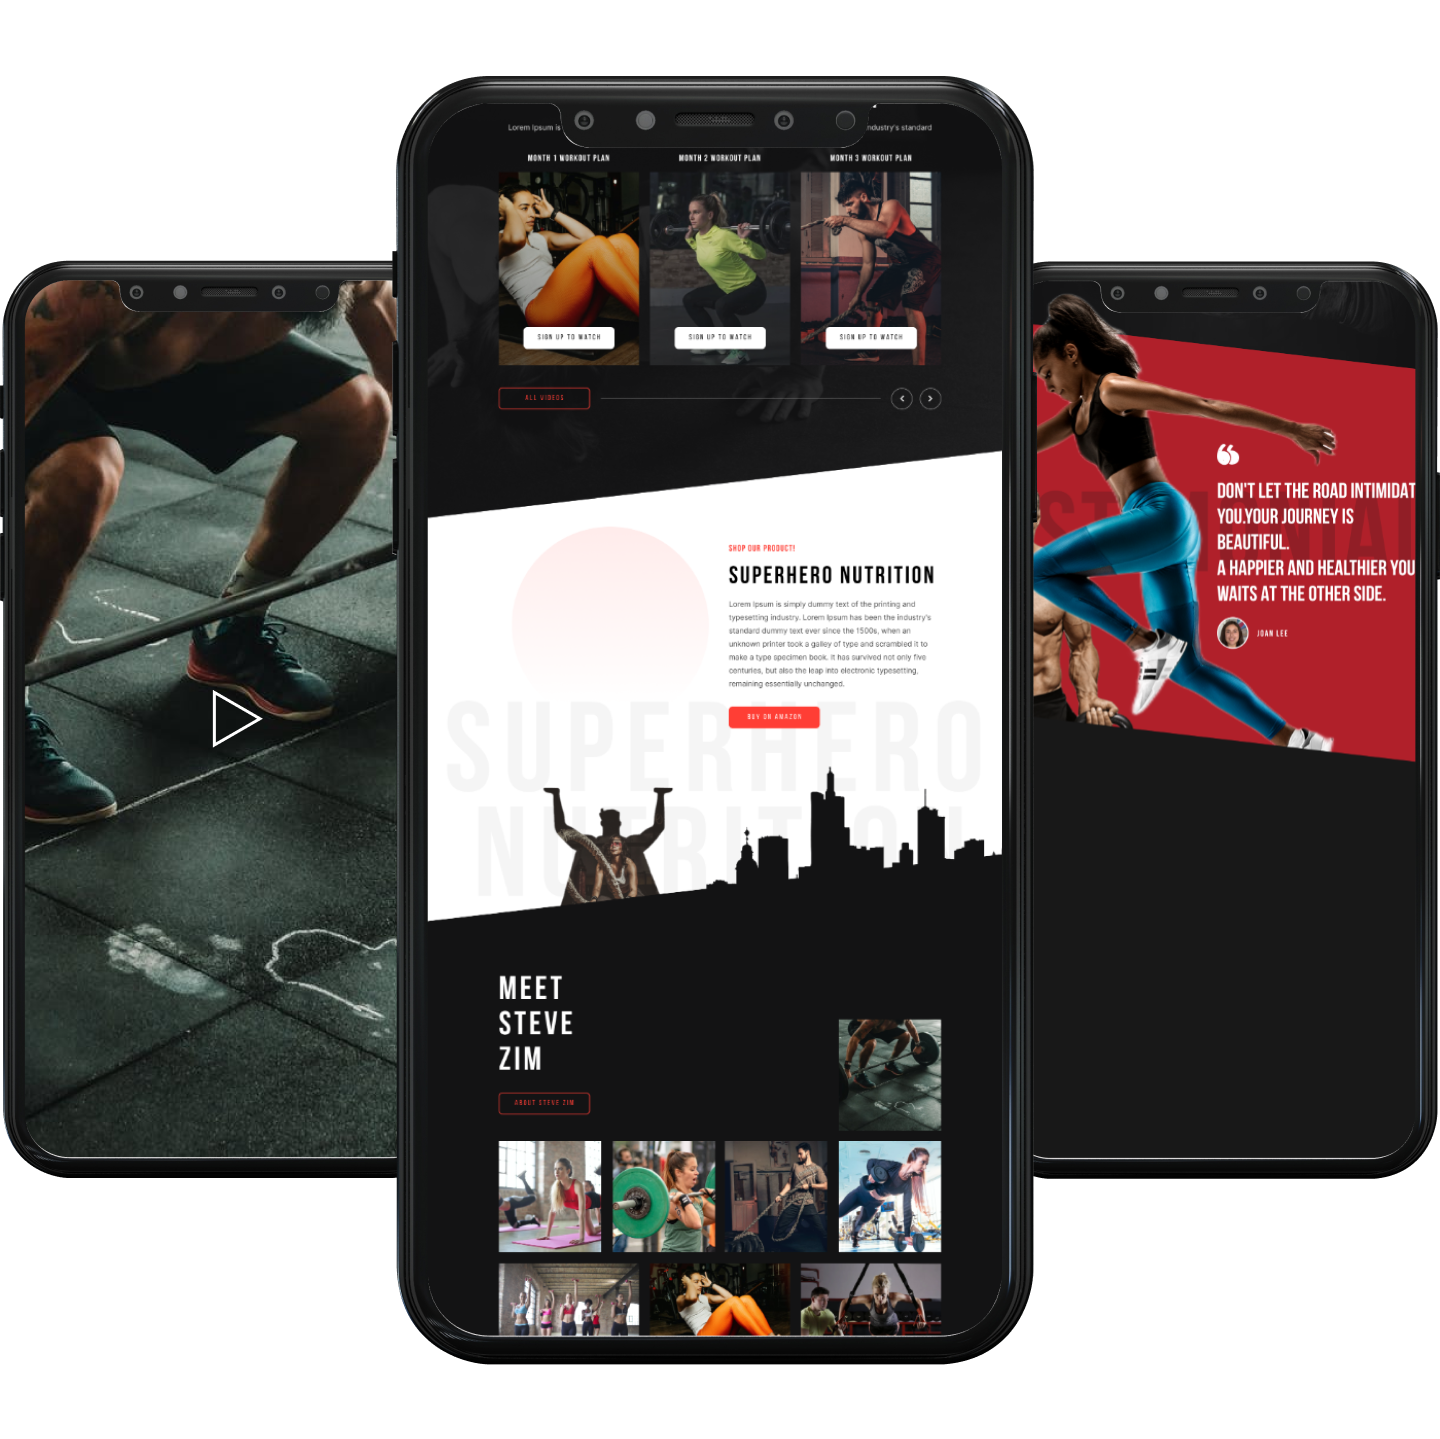 Lorem Ipsum is
industry's standard
MONTH 1 WORKOUT PLAN
MONTH 2 WORKOUT PLAN
MONTH 3 WORKOUT PLAN
SIGN UP TO WATCH
SIGN UP TO WATCH
SIGN UP TO WATCH
ALL VIDEOS
SHOP OUR PRODUCT!
SUPERHERO NUTRITION
Lorem Ipsum is simply dummy text of the printing and
typesetting industry. Lorem Ipsum has been the industry's
standard dummy text ever since the 1500s, when an
unknown printer took a galley of type and scrambled it to
make a type specimen book. It has survived not only five
centuries, but also the leap into electronic typesetting,
remaining essentially unchanged.
BUY ON AMAZON
SUPERHERO
NUTRITION
MEET
STEVE
ZIM
ABOUT STEVE ZIM
DON'T LET THE ROAD INTIMIDAT
YOU.YOUR JOURNEY IS
BEAUTIFUL.
A HAPPIER AND HEALTHIER YOU
WAITS AT THE OTHER SIDE.
JOAN LEE